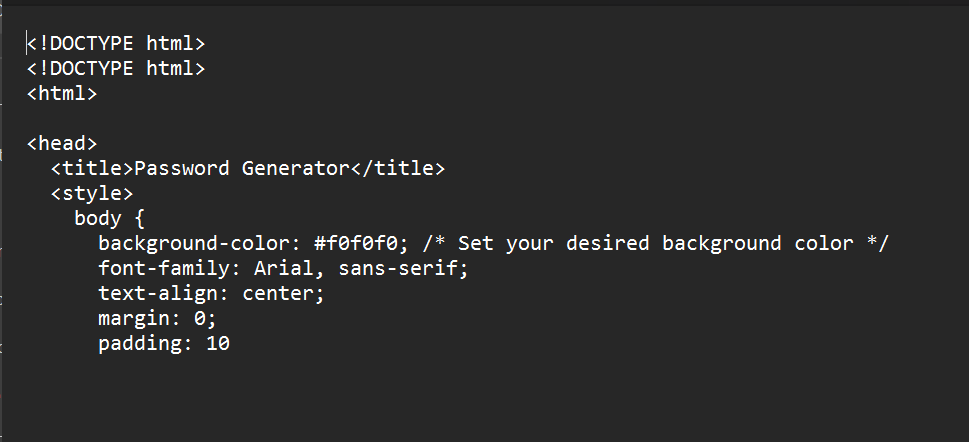 <!DOCTYPE html>
<!DOCTYPE html>
<html>
<head>
<title>Password Generator</title>
<style>
body {
background-color: #f0f0f0; /* Set your desired background color */
font-family: Arial, sans-serif;
text-align: center;
margin: 0;
padding: 10